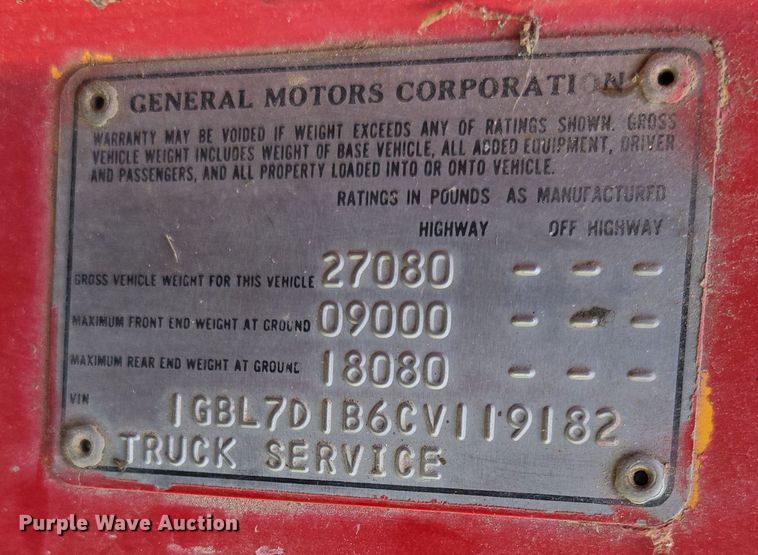 GENERAL MOTORS CORPORATION
WARRANTY MAY BE VOIDED IF WEIGHT EXCEEDS ANY OF RATINGS SHOWN. GROSS
VEHICLE WEIGHT INCLUDES WEIGHT OF BASE VEHICLE, ALL ADDED EQUIPMENT, DRIVER
AND PASSENGERS, AND ALL PROPERTY LOADED INTO OR ONTO VEHICLE.
RATINGS IN POUNDS AS MANUFACTURED
HIGHWAY OFF HIGHWAY
GROSS VEHICLE WEIGHT FOR THIS VEHICLE 27080 – – –
MAXIMUM FRONT END WEIGHT AT GROUND 09000 – – –
MAXIMUM REAR END WEIGHT AT GROUND 18080 – – –
VIN 1GBL7D1B6CV119182
TRUCK SERVICE
Purple Wave Auction